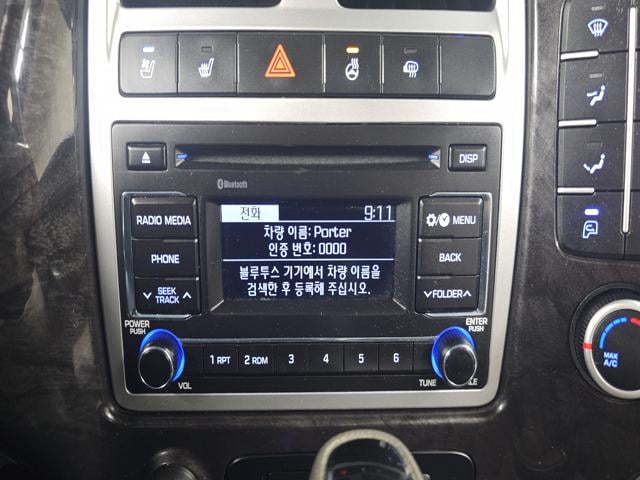 DISP
Bluetooth
전화 9:11
차량 이름: Porter
인증 번호: 0000
블루투스 기기에서 차량 이름을
검색한 후 등록해 주십시오.
RADIO MEDIA
PHONE
SEEK
TRACK
MENU
BACK
FOLDER
POWER
PUSH
VOL
1 RPT 2 RDM 3 4 5 6
ENTER
PUSH
TUNE
MAX
A/C